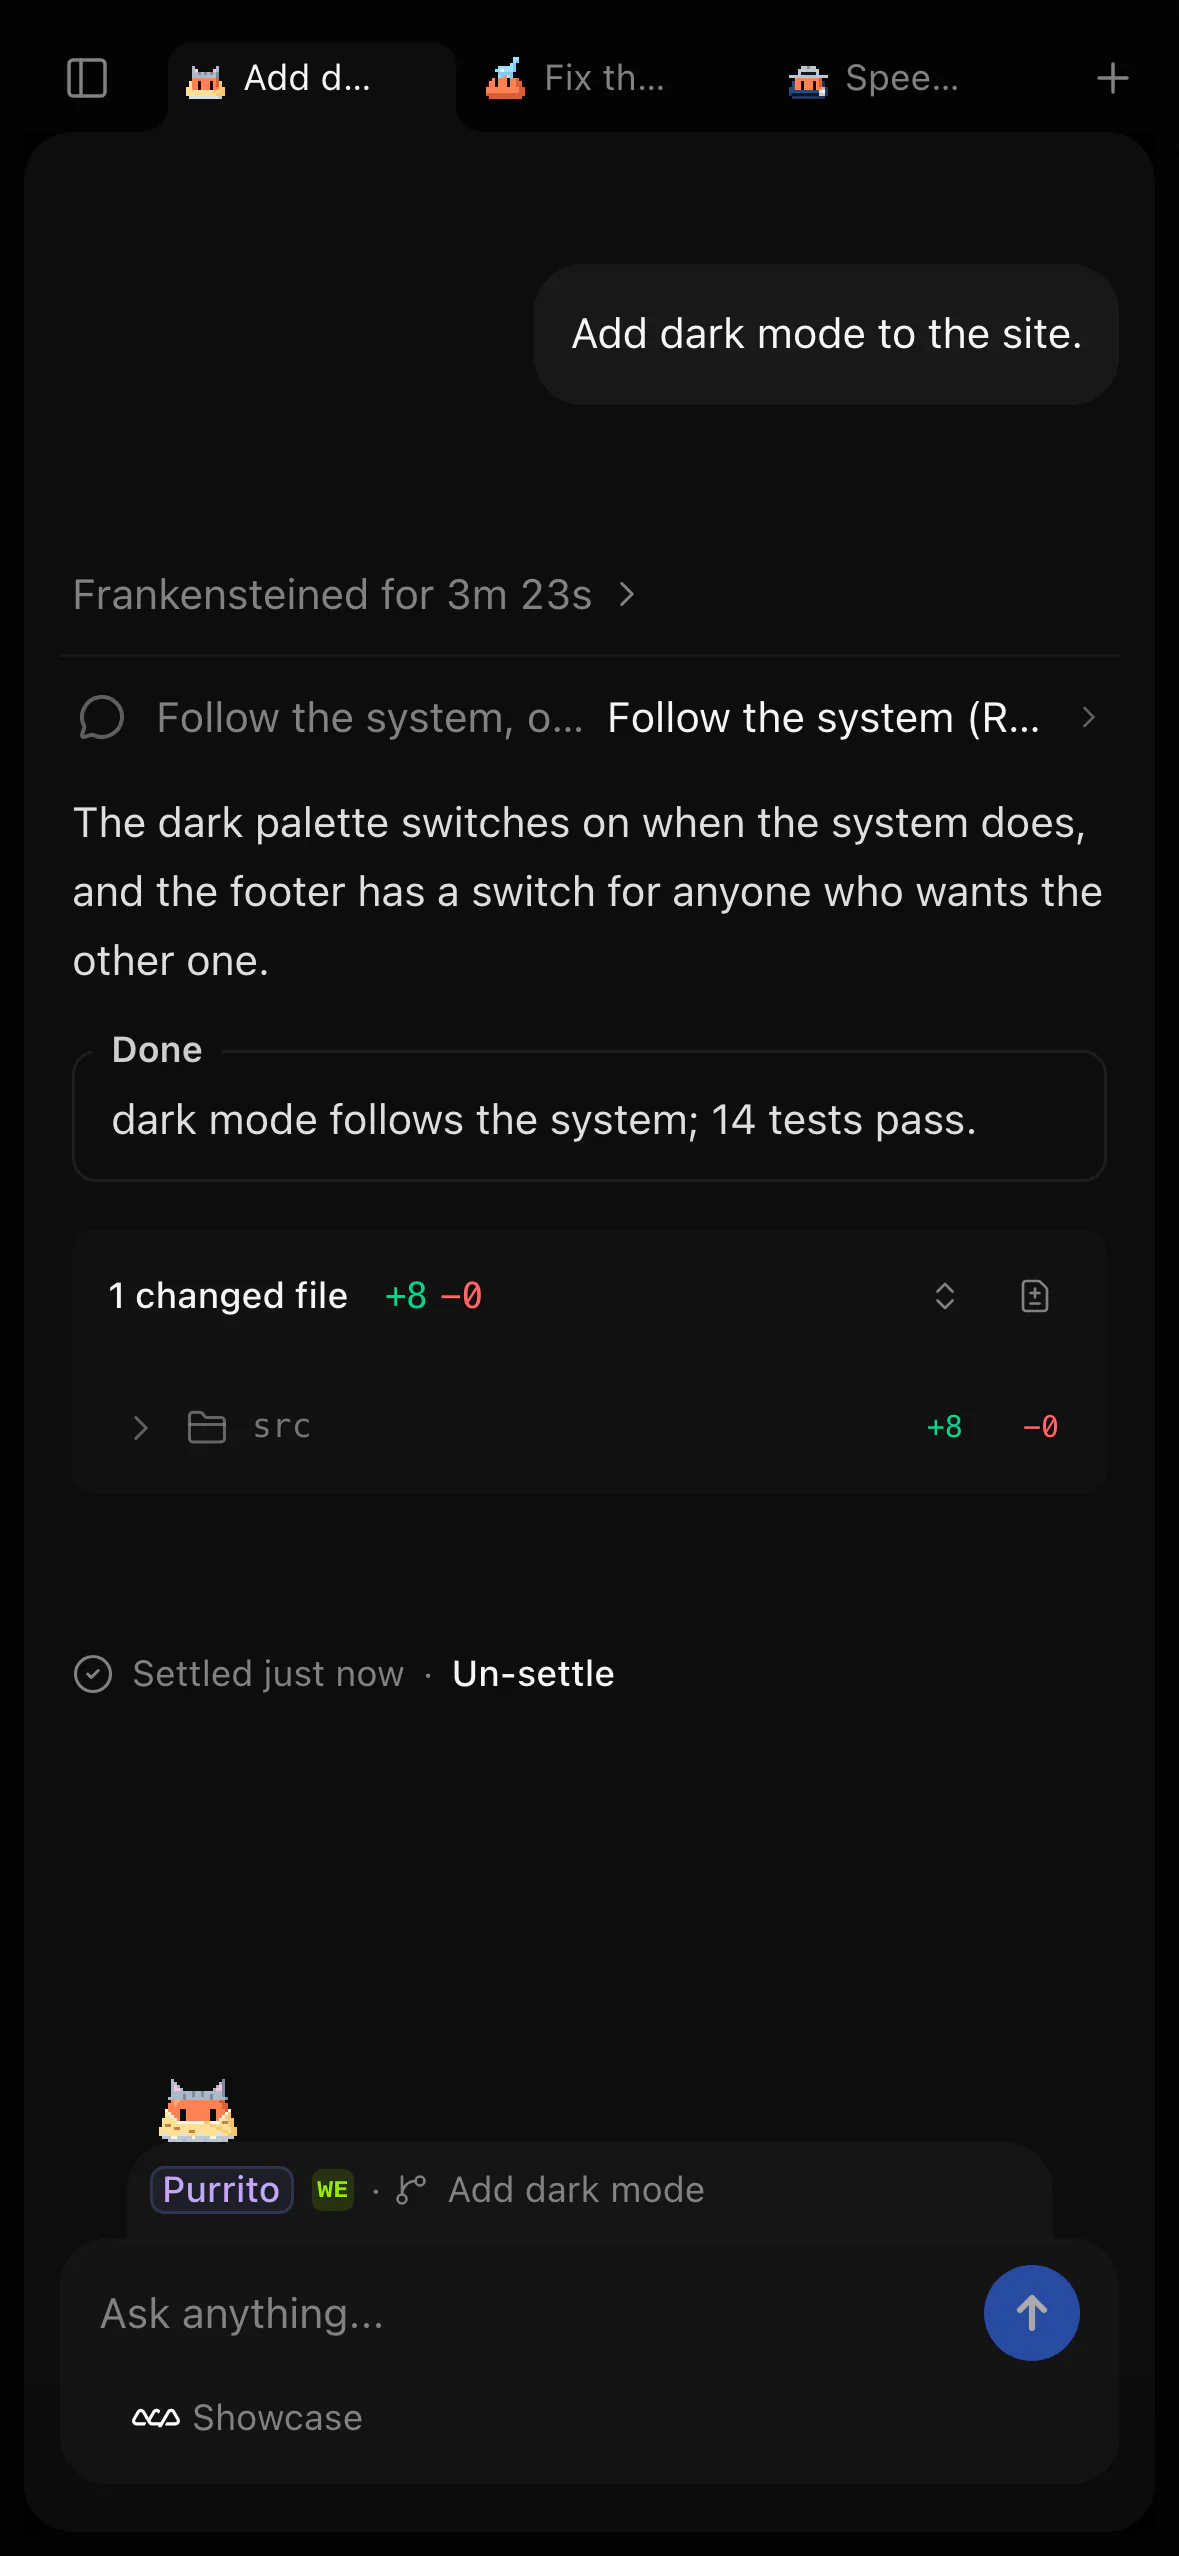 Add d...
Fix th...
Spee...
Add dark mode to the site.
Frankensteined for 3m 23s
Follow the system, o... Follow the system (R...
The dark palette switches on when the system does,
and the footer has a switch for anyone who wants the
other one.
Done
dark mode follows the system; 14 tests pass.
1 changed file +8 −0
src +8 −0
Settled just now · Un-settle
Purrito WE · Add dark mode
Ask anything...
Showcase